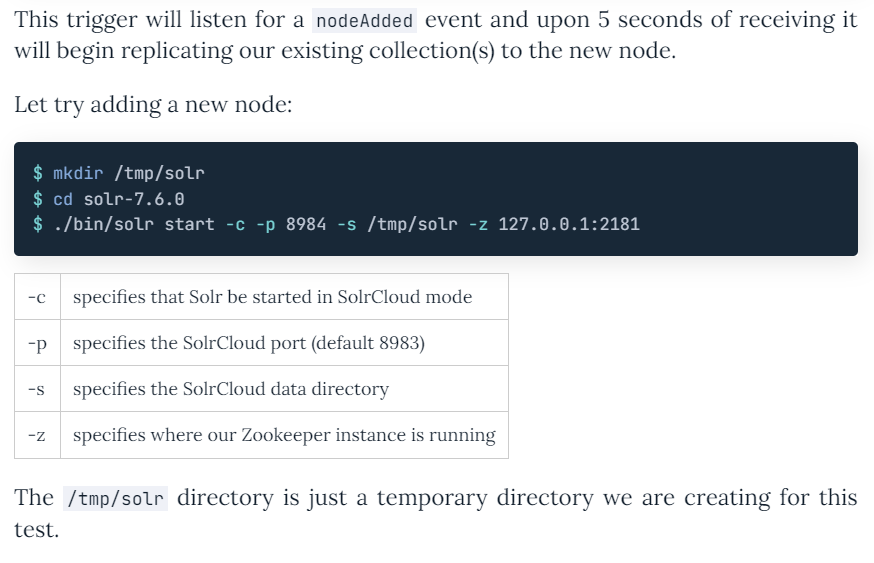 This trigger will listen for a nodeAdded event and upon 5 seconds of receiving it
will begin replicating our existing collection(s) to the new node.
Let try adding a new node:
$ mkdir /tmp/solr
$ cd solr-7.6.0
$ ./bin/solr start -c -p 8984 -s /tmp/solr -z 127.0.0.1:2181
-c specifies that Solr be started in SolrCloud mode
-p specifies the SolrCloud port (default 8983)
-s specifies the SolrCloud data directory
-z specifies where our Zookeeper instance is running
The /tmp/solr directory is just a temporary directory we are creating for this
test.